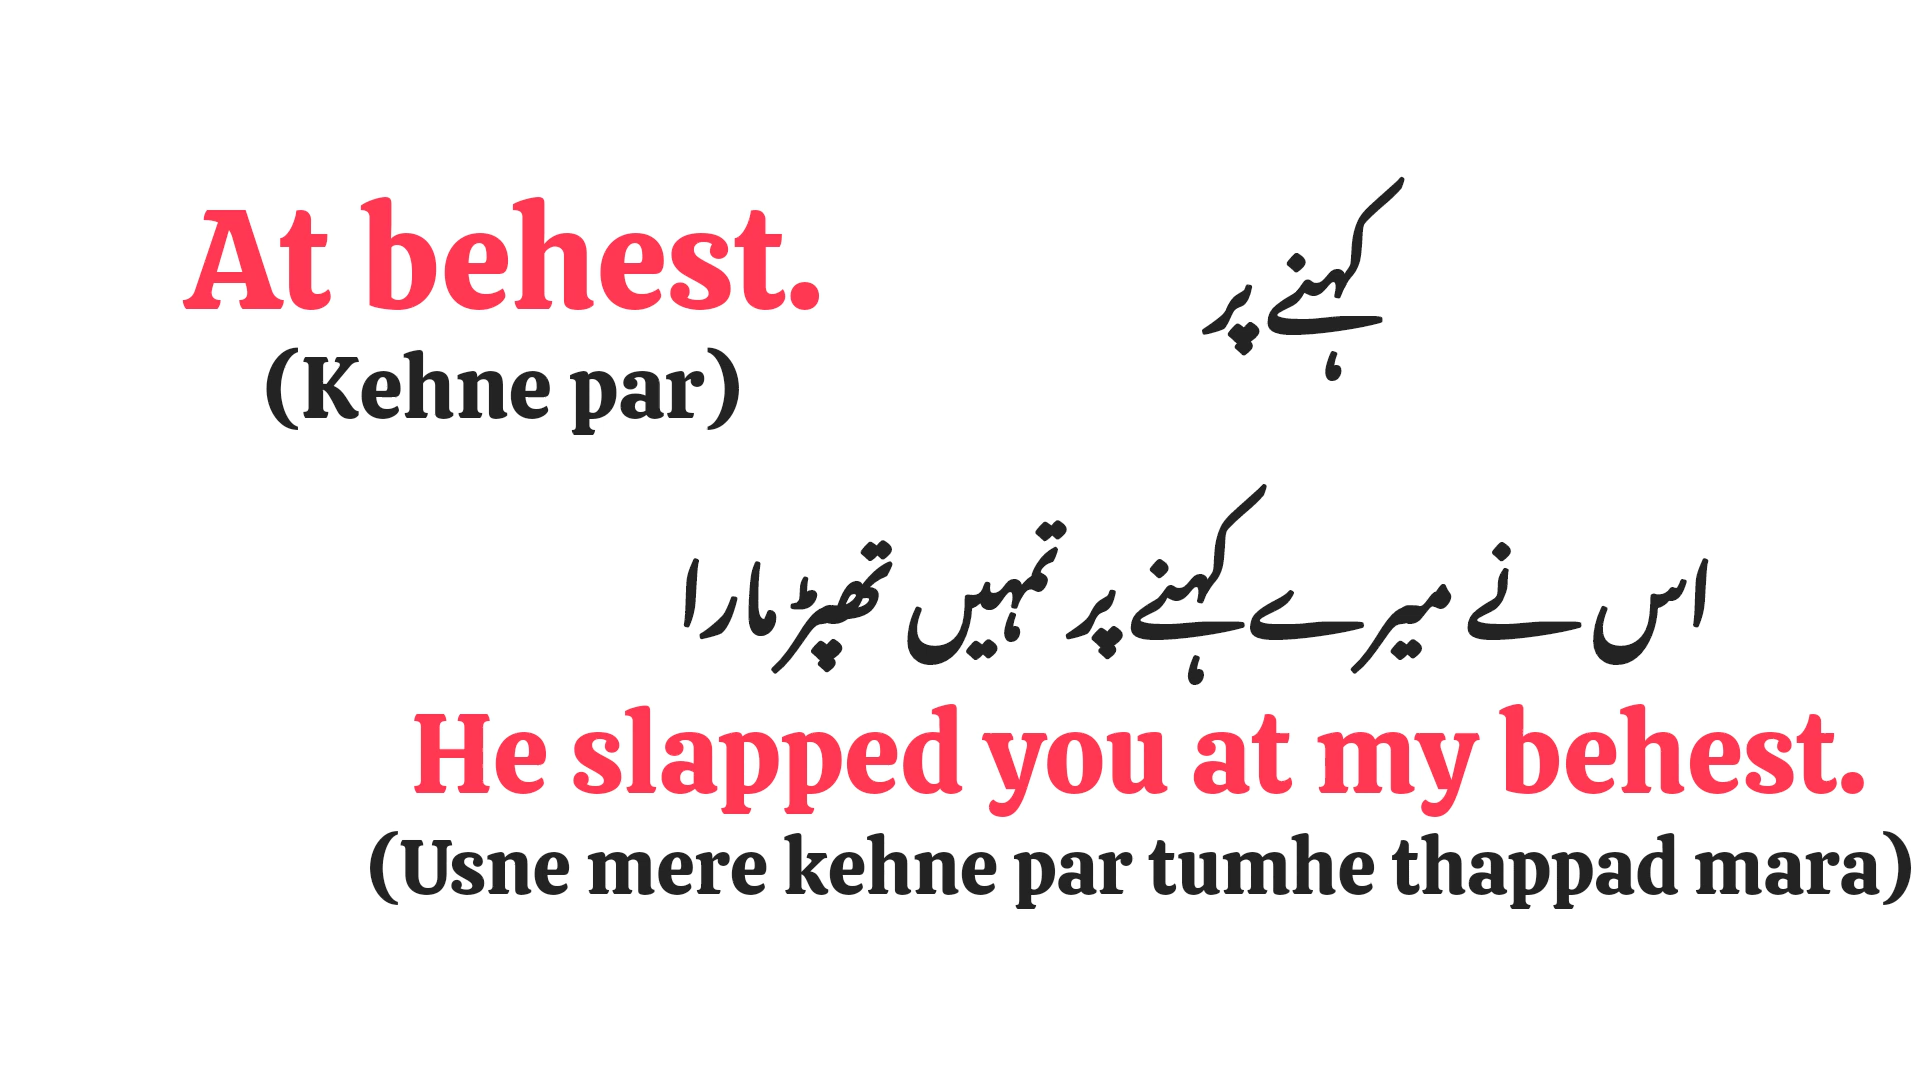 At behest.
کہنے پر
(Kehne par)
اس نے میرے کہنے پر تمہیں تھپڑ مارا
He slapped you at my behest.
(Usne mere kehne par tumhe thappad mara)